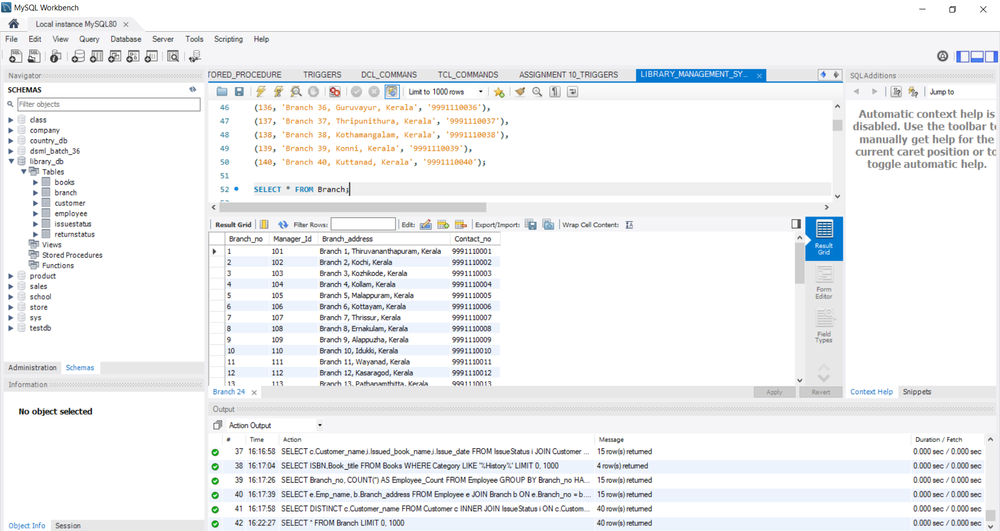 MySQL Workbench
Local instance MySQL80
File Edit View Query Database Server Tools Scripting Help
Navigator
SCHEMAS
Filter objects
class
company
country_db
dsml_batch_36
library_db
Tables
books
branch
customer
employee
issuestatus
returnstatus
Views
Stored Procedures
Functions
product
sales
school
store
sys
testdb
Administration Schemas
Information
No object selected
Object Info Session
TORED_PROCEDURE TRIGGERS DCL_COMMANS TCL_COMMANDS ASSIGNMENT 10_TRIGGERS LIBRARY_MANAGEMENT_SY...
Limit to 1000 rows
46 (136, 'Branch 36, Guruvayur, Kerala', '9991110036'),
47 (137, 'Branch 37, Thripunithura, Kerala', '9991110037'),
48 (138, 'Branch 38, Kothamangalam, Kerala', '9991110038'),
49 (139, 'Branch 39, Konni, Kerala', '9991110039'),
50 (140, 'Branch 40, Kuttanad, Kerala', '9991110040');
51
52 SELECT * FROM Branch;
Result Grid Filter Rows: Edit: Export/Import: Wrap Cell Content:
Branch_no Manager_Id Branch_address Contact_no
1 101 Branch 1, Thiruvananthapuram, Kerala 9991110001
2 102 Branch 2, Kochi, Kerala 9991110002
3 103 Branch 3, Kozhikode, Kerala 9991110003
4 104 Branch 4, Kollam, Kerala 9991110004
5 105 Branch 5, Malappuram, Kerala 9991110005
6 106 Branch 6, Kottayam, Kerala 9991110006
7 107 Branch 7, Thrissur, Kerala 9991110007
8 108 Branch 8, Ernakulam, Kerala 9991110008
9 109 Branch 9, Alappuzha, Kerala 9991110009
10 110 Branch 10, Idukki, Kerala 9991110010
11 111 Branch 11, Wayanad, Kerala 9991110011
12 112 Branch 12, Kasaragod, Kerala 9991110012
13 113 Branch 13, Pathanamthitta, Kerala 9991110013
Result
Grid
Form
Editor
Field
Types
Branch 24
Apply Revert
SQLAdditions
Jump to
Automatic context help is
disabled. Use the toolbar to
manually get help for the
current caret position or to
toggle automatic help.
Context Help Snippets
Output
Action Output
# Time Action Message Duration / Fetch
37 16:16:58 SELECT c.Customer_name,i.Issued_book_name,i.Issue_date FROM IssueStatus i JOIN Customer ... 15 row(s) returned 0.000 sec / 0.000 sec
38 16:17:04 SELECT ISBN,Book_title FROM Books WHERE Category LIKE '%History%' LIMIT 0, 1000 4 row(s) returned 0.000 sec / 0.000 sec
39 16:17:26 SELECT Branch_no, COUNT(*) AS Employee_Count FROM Employee GROUP BY Branch_no HA... 15 row(s) returned 0.000 sec / 0.000 sec
40 16:17:39 SELECT e.Emp_name, b.Branch_address FROM Employee e JOIN Branch b ON e.Branch_no = b.... 15 row(s) returned 0.000 sec / 0.000 sec
41 16:17:58 SELECT DISTINCT c.Customer_name FROM Customer c INNER JOIN IssueStatus i ON c.Custom... 40 row(s) returned 0.000 sec / 0.000 sec
42 16:22:27 SELECT * FROM Branch LIMIT 0, 1000 40 row(s) returned 0.000 sec / 0.000 sec